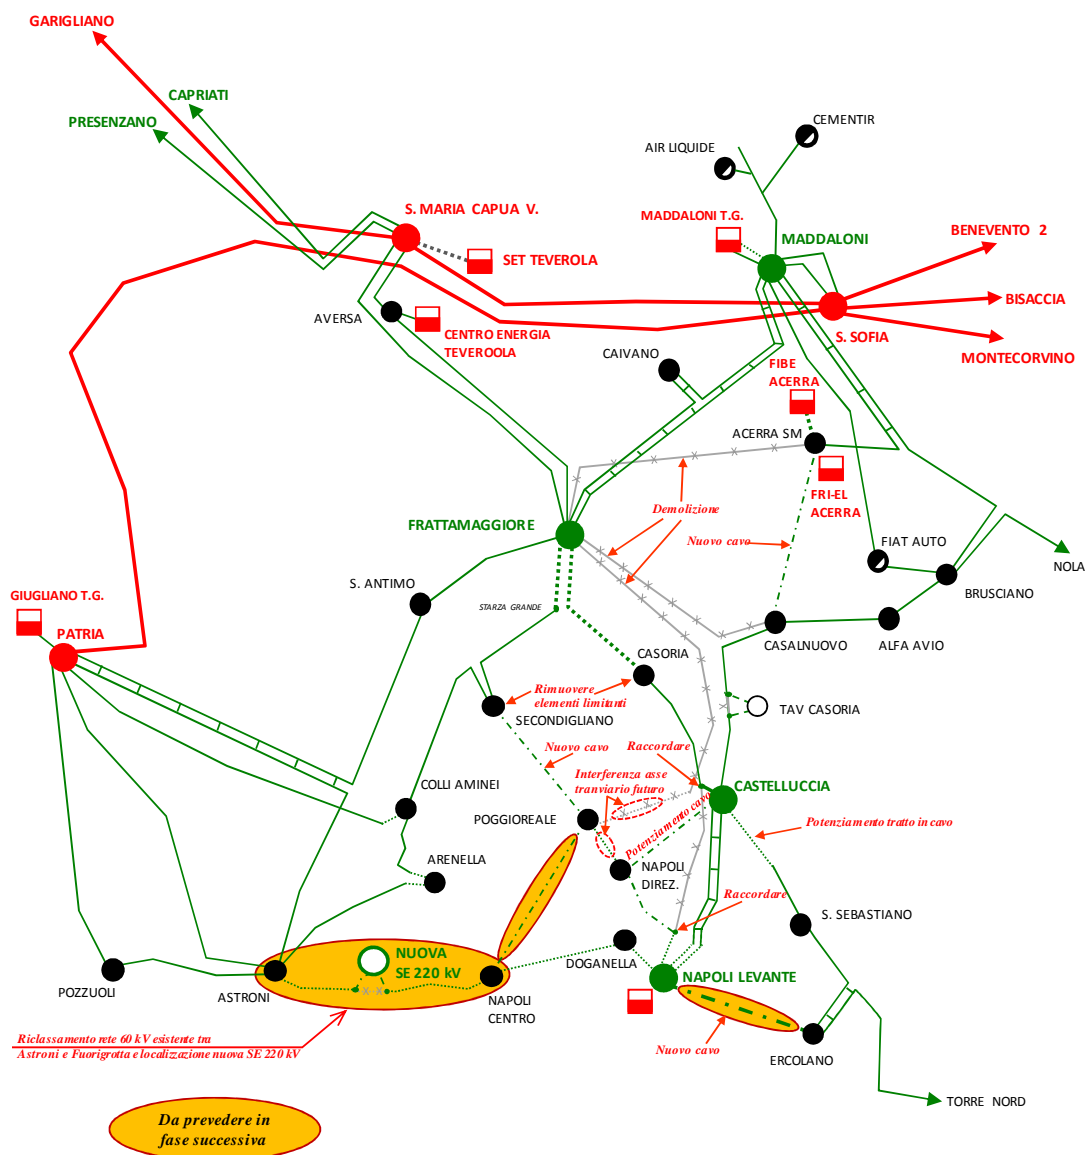 GARIGLIANO
CAPRIATI
PRESENZANO
CEMENTIR
AIR LIQUIDE
S. MARIA CAPUA V.
MADDALONI T.G.
MADDALONI
BENEVENTO 2
SET TEVEROLA
BISACCIA
AVERSA
CENTRO ENERGIA
TEVEROOLA
S. SOFIA
MONTECORVINO
CAIVANO
FIBE
ACERRA
ACERRA SM
FRI-EL
ACERRA
Demolizione
FRATTAMAGGIORE
Nuovo cavo
FIAT AUTO
NOLA
S. ANTIMO
BRUSCIANO
GIUGLIANO T.G.
STARZA GRANDE
PATRIA
CASALNUOVO
ALFA AVIO
CASORIA
Rimuovere
elementi limitanti
SECONDIGLIANO
TAV CASORIA
Nuovo cavo
Raccordare
Interferenza asse
tranviario futuro
COLLI AMINEI
CASTELLUCCIA
POGGIOREALE
Potenziamento cavo
Potenziamento tratto in cavo
ARENELLA
NAPOLI
DIREZ.
Raccordare
S. SEBASTIANO
NUOVA
SE 220 kV
DOGANELLA
POZZUOLI
ASTRONI
NAPOLI
CENTRO
NAPOLI LEVANTE
Riclassamento rete 60 kV esistente tra
Astroni e Fuorigrotta e localizzazione nuova SE 220 kV
Nuovo cavo
ERCOLANO
TORRE NORD
Da prevedere in
fase successiva